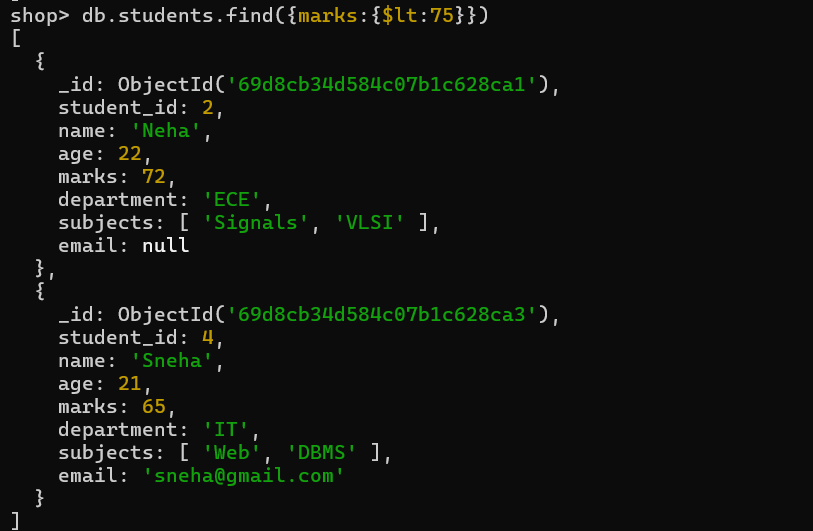 shop> db.students.find({marks:{$lt:75}})
[
  {
    _id: ObjectId('69d8cb34d584c07b1c628ca1'),
    student_id: 2,
    name: 'Neha',
    age: 22,
    marks: 72,
    department: 'ECE',
    subjects: [ 'Signals', 'VLSI' ],
    email: null
  },
  {
    _id: ObjectId('69d8cb34d584c07b1c628ca3'),
    student_id: 4,
    name: 'Sneha',
    age: 21,
    marks: 65,
    department: 'IT',
    subjects: [ 'Web', 'DBMS' ],
    email: 'sneha@gmail.com'
  }
]